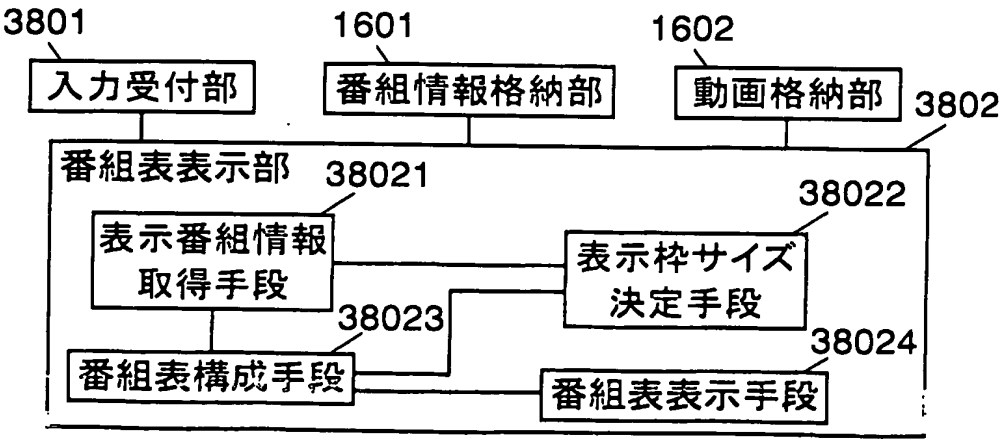 3801
1601
1602
入力受付部
番組情報格納部
動画格納部
3802
番組表表示部
38021
38022
表示番組情報
取得手段
表示枠サイズ
決定手段
38023
番組表構成手段
38024
番組表表示手段